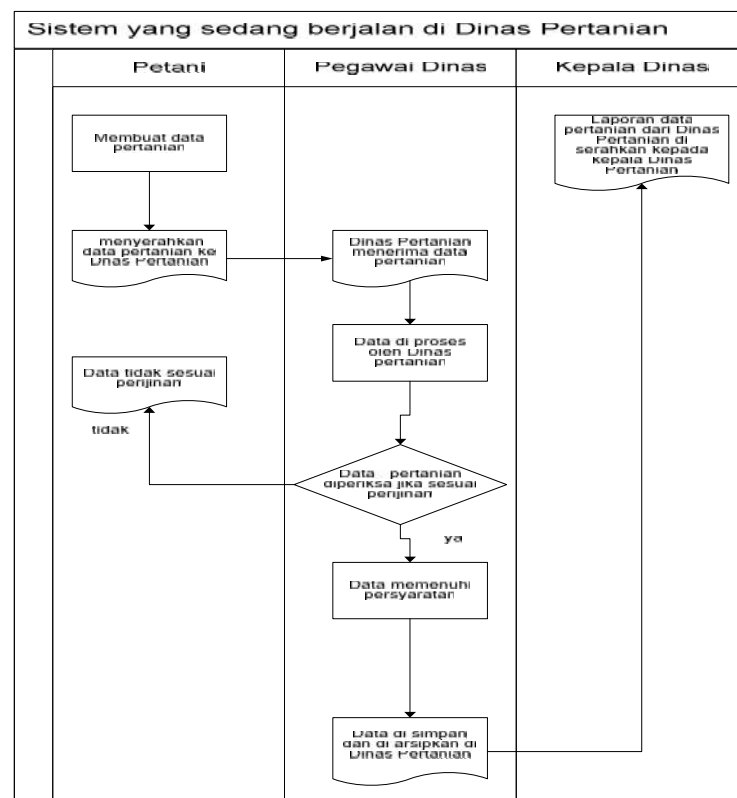 Sistem yang sedang berjalan di Dinas Pertanian
Petani
Pegawai Dinas
Kepala Dinas
Membuat data
pertanian
menyerahkan
data pertanian ke
Dinas Pertanian
Dinas Pertanian
menerima data
pertanian
Laporan data
pertanian dari Dinas
Pertanian di
serahkan kepada
kepala Dinas
Pertanian
Data di proses
oleh Dinas
pertanian
Data tidak sesuai
perijinan
tidak
Data pertanian
diperiksa jika sesuai
perijinan
ya
Data memenuhi
persyaratan
Data di simpan
dan di arsipkan di
Dinas Pertanian